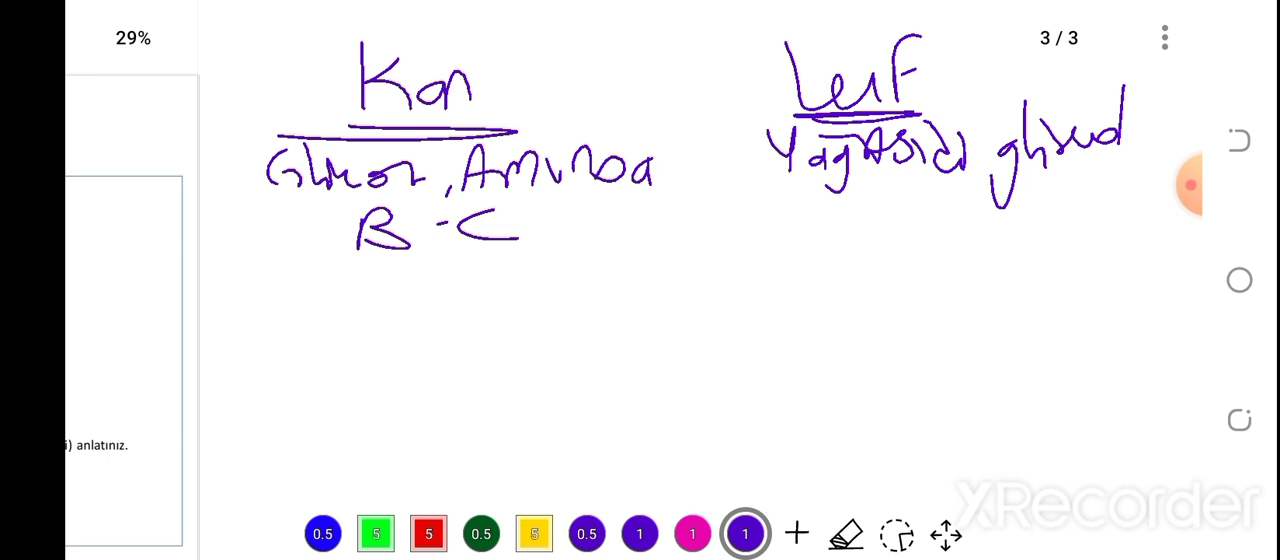 29%
3 / 3
Kan
Lenf
Glikoz, Aminoa
Yağ Asidi gliserol
B - C
i) anlatınız.
0.5 5 5 0.5 5 0.5 1 1 1
XRecorder